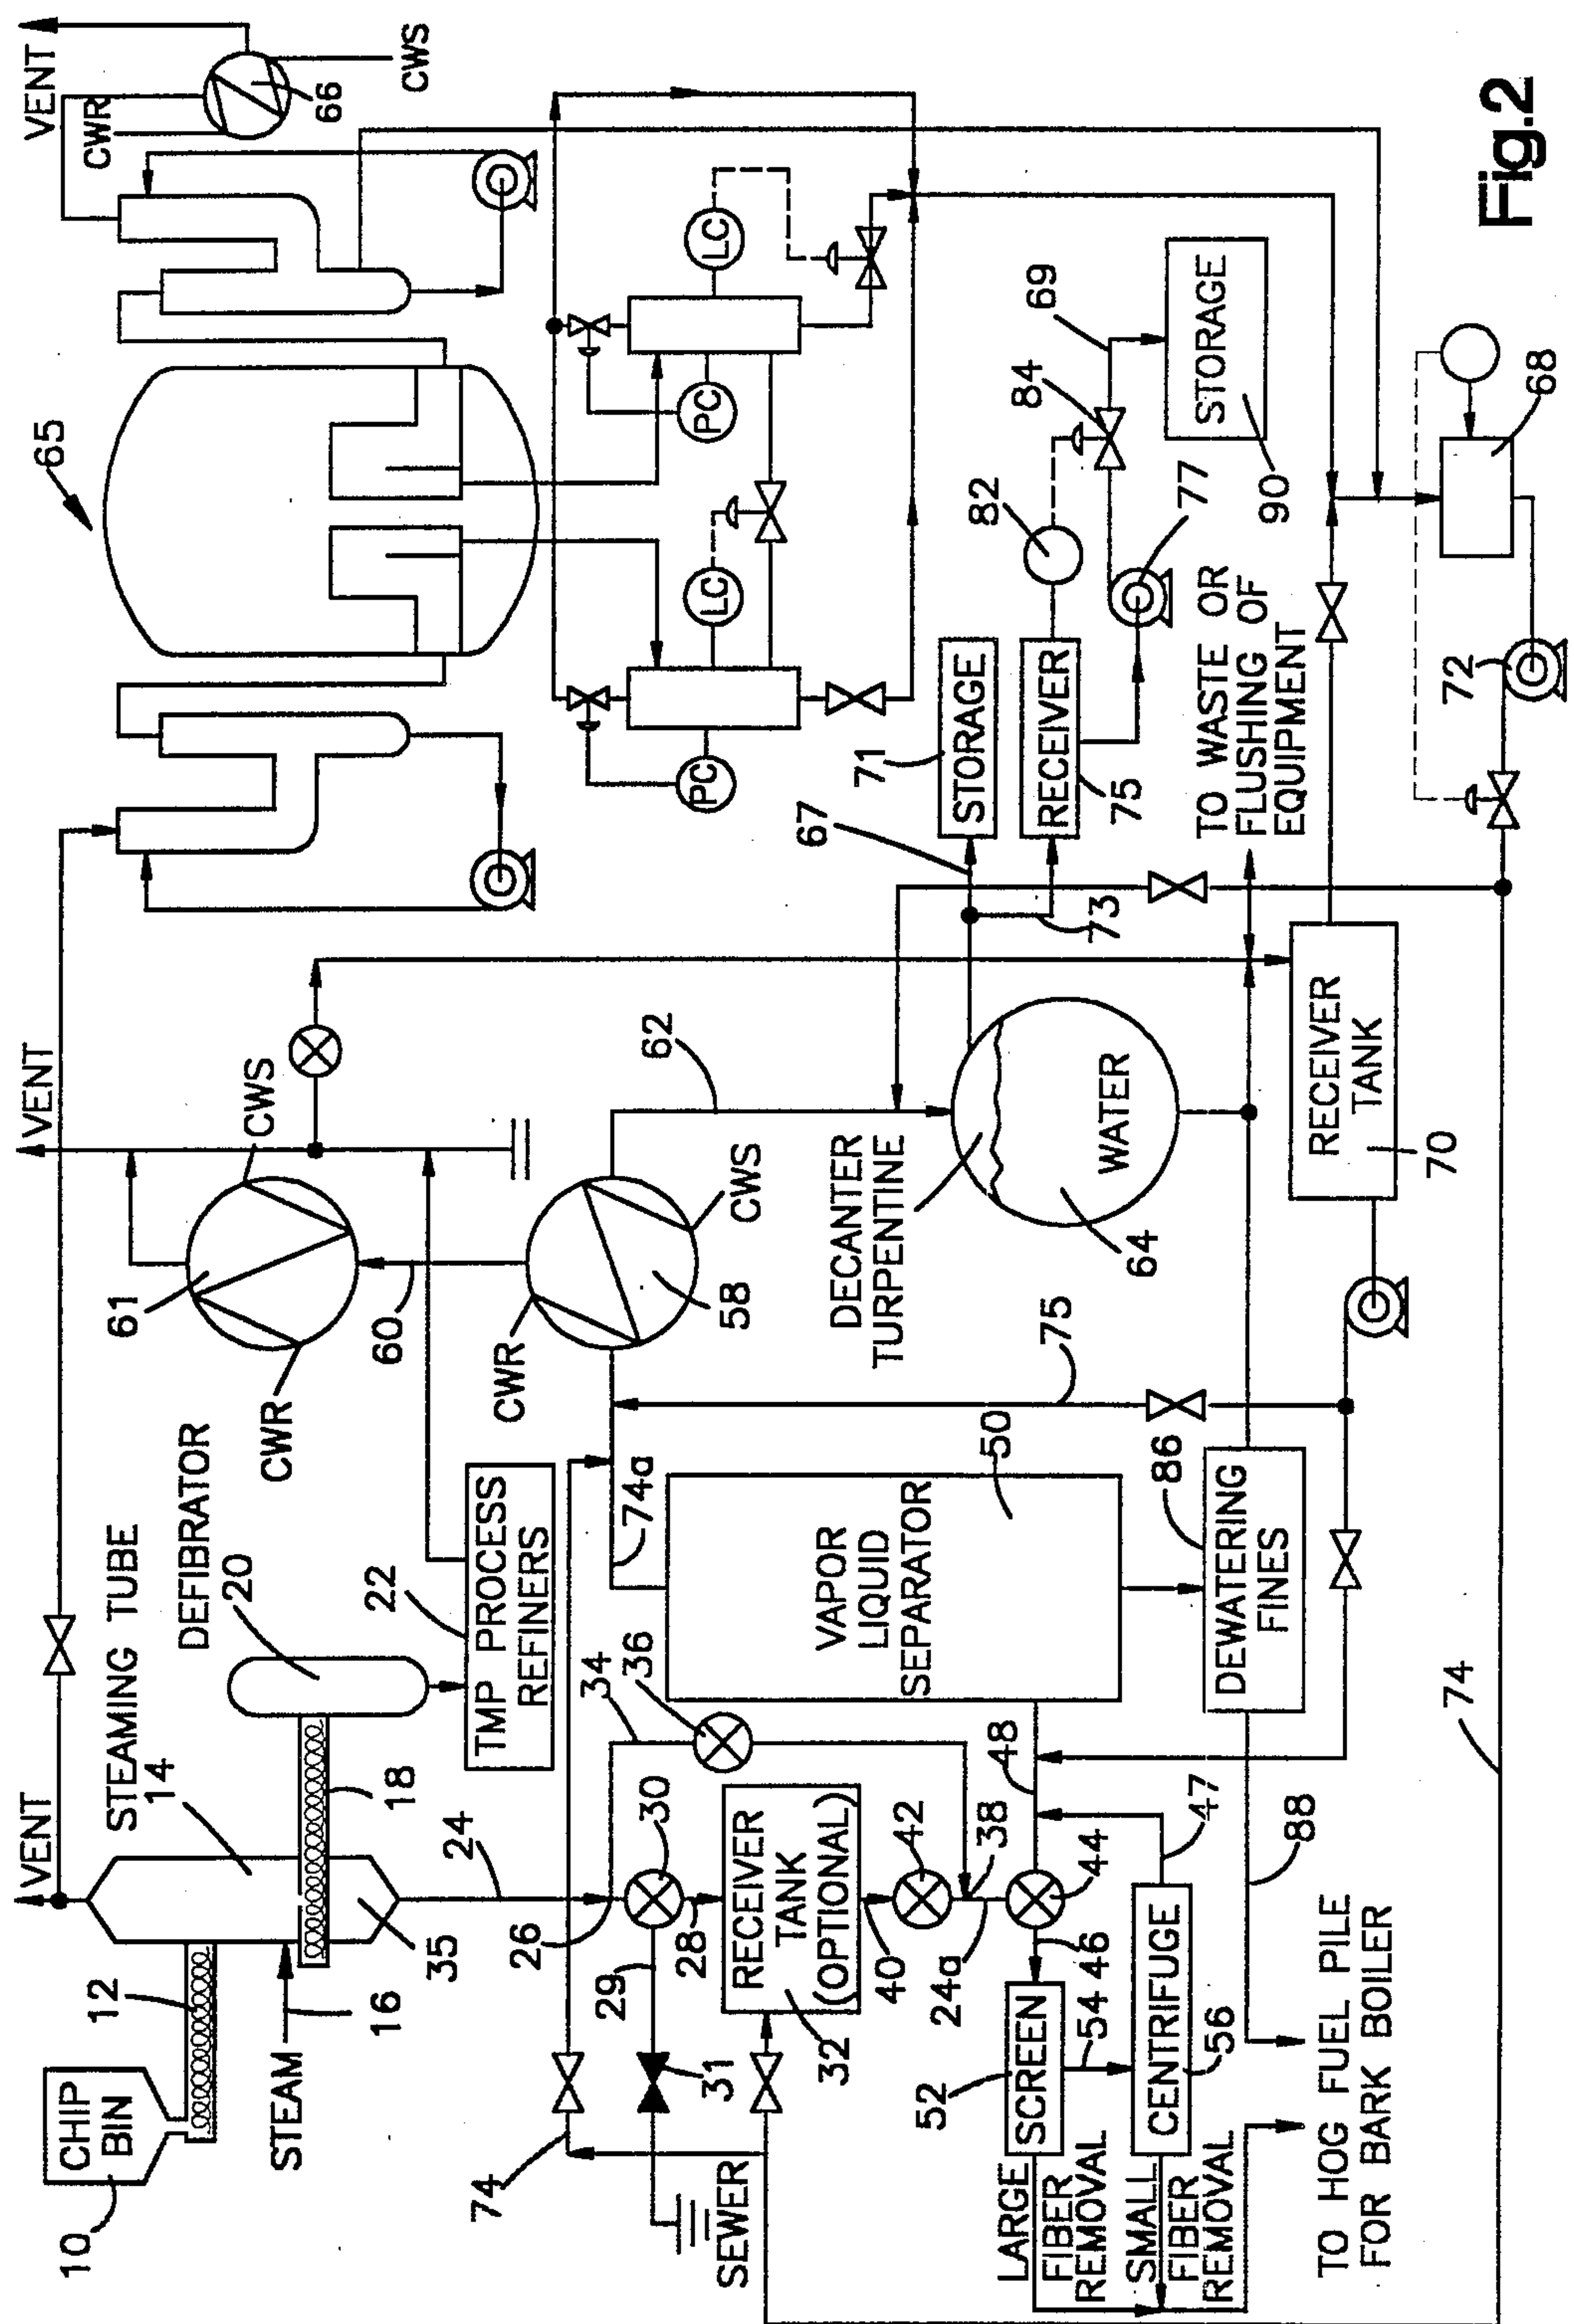 VENT
CWR
66
CWS
65
LC
PC
LC
PC
Fig.2
69
84
STORAGE
90
82
77
68
71
STORAGE
RECEIVER
75
TO WASTE OR
FLUSHING OF
EQUIPMENT
72
67
73
VENT
CWS
61
CWR
60
62
CWR
CWS
58
DECANTER
TURPENTINE
WATER
64
RECEIVER
TANK
70
75
VENT
STEAMING TUBE
14
DEFIBRATOR
20
22
TMP PROCESS
REFINERS
18
74a
50
VAPOR
LIQUID
SEPARATOR
86
DEWATERING
FINES
34
36
24
26
30
28
29
RECEIVER
TANK
(OPTIONAL)
32
31
40
42
38
24a
48
44
46
47
88
74
CHIP
BIN
10
12
STEAM
16
35
74
SEWER
52
SCREEN
54
CENTRIFUGE
56
LARGE
FIBER
REMOVAL
SMALL
FIBER
REMOVAL
TO HOG FUEL PILE
FOR BARK BOILER